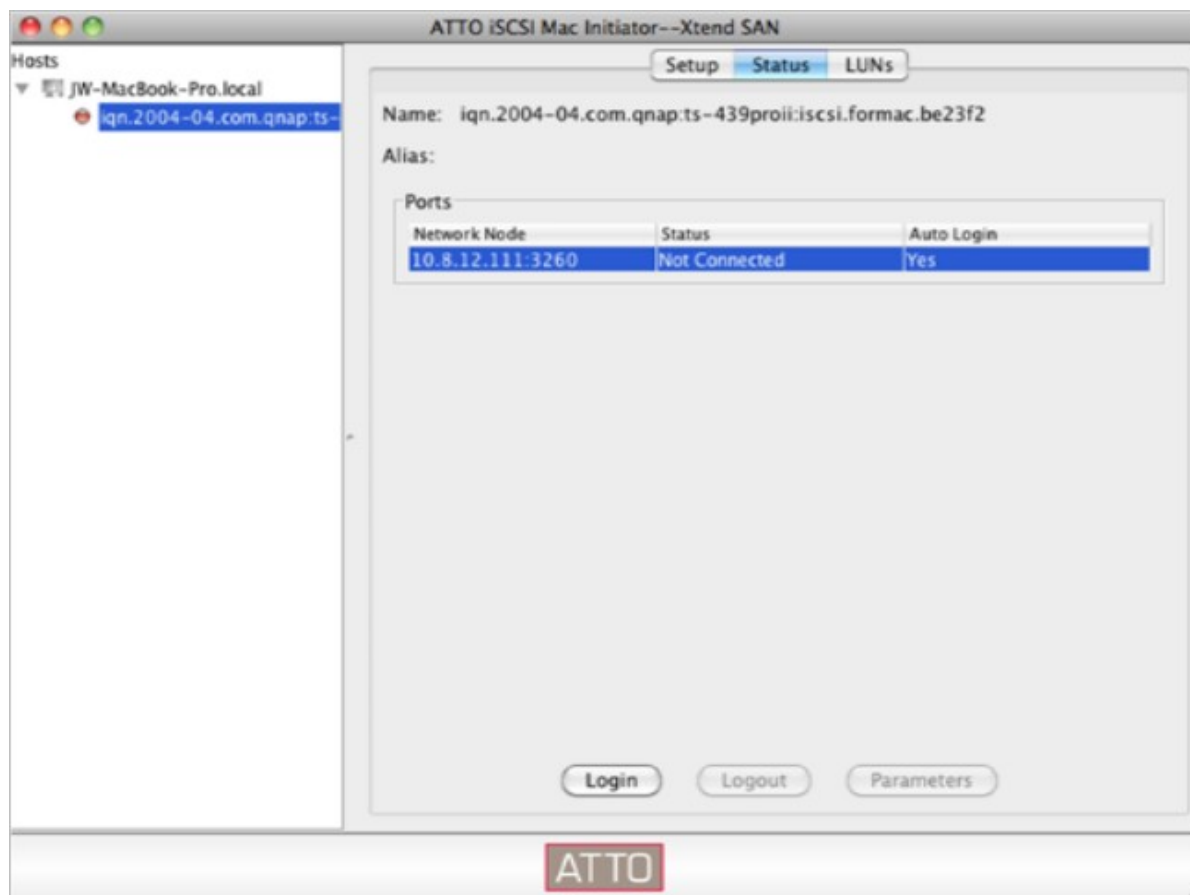 ATTO iSCSI Mac Initiator--Xtend SAN
Hosts
JW-MacBook-Pro.local
iqn.2004-04.com.qnap:ts-
Setup Status LUNs
Name: iqn.2004-04.com.qnap:ts-439proii:iscsi.formac.be23f2
Alias:
Ports
Network Node Status Auto Login
10.8.12.111:3260 Not Connected Yes
Login Logout Parameters
ATTO